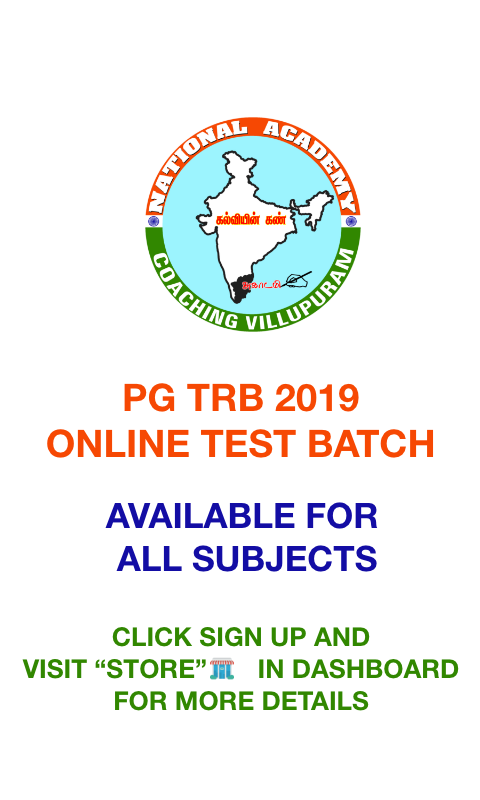 NATIONAL ACADEMY
கல்வியின் கண்
COACHING VILLUPURAM
PG TRB 2019
ONLINE TEST BATCH
AVAILABLE FOR
ALL SUBJECTS
CLICK SIGN UP AND
VISIT “STORE” IN DASHBOARD
FOR MORE DETAILS